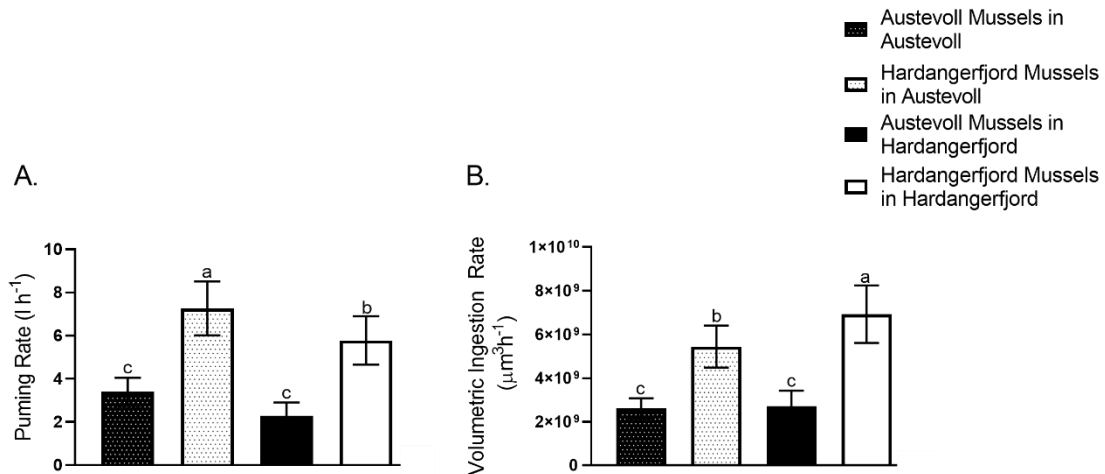 Austevoll Mussels in
Austevoll
Hardangerfjord Mussels
in Austevoll
Austevoll Mussels in
Hardangerfjord
Hardangerfjord Mussels
in Hardangerfjord
A.
Puming Rate (l h⁻¹)
10
8
6
4
2
0
c
a
c
b
B.
Volumetric Ingestion Rate
(μm³h⁻¹)
1×10¹⁰
8×10⁹
6×10⁹
4×10⁹
2×10⁹
0
c
b
c
a